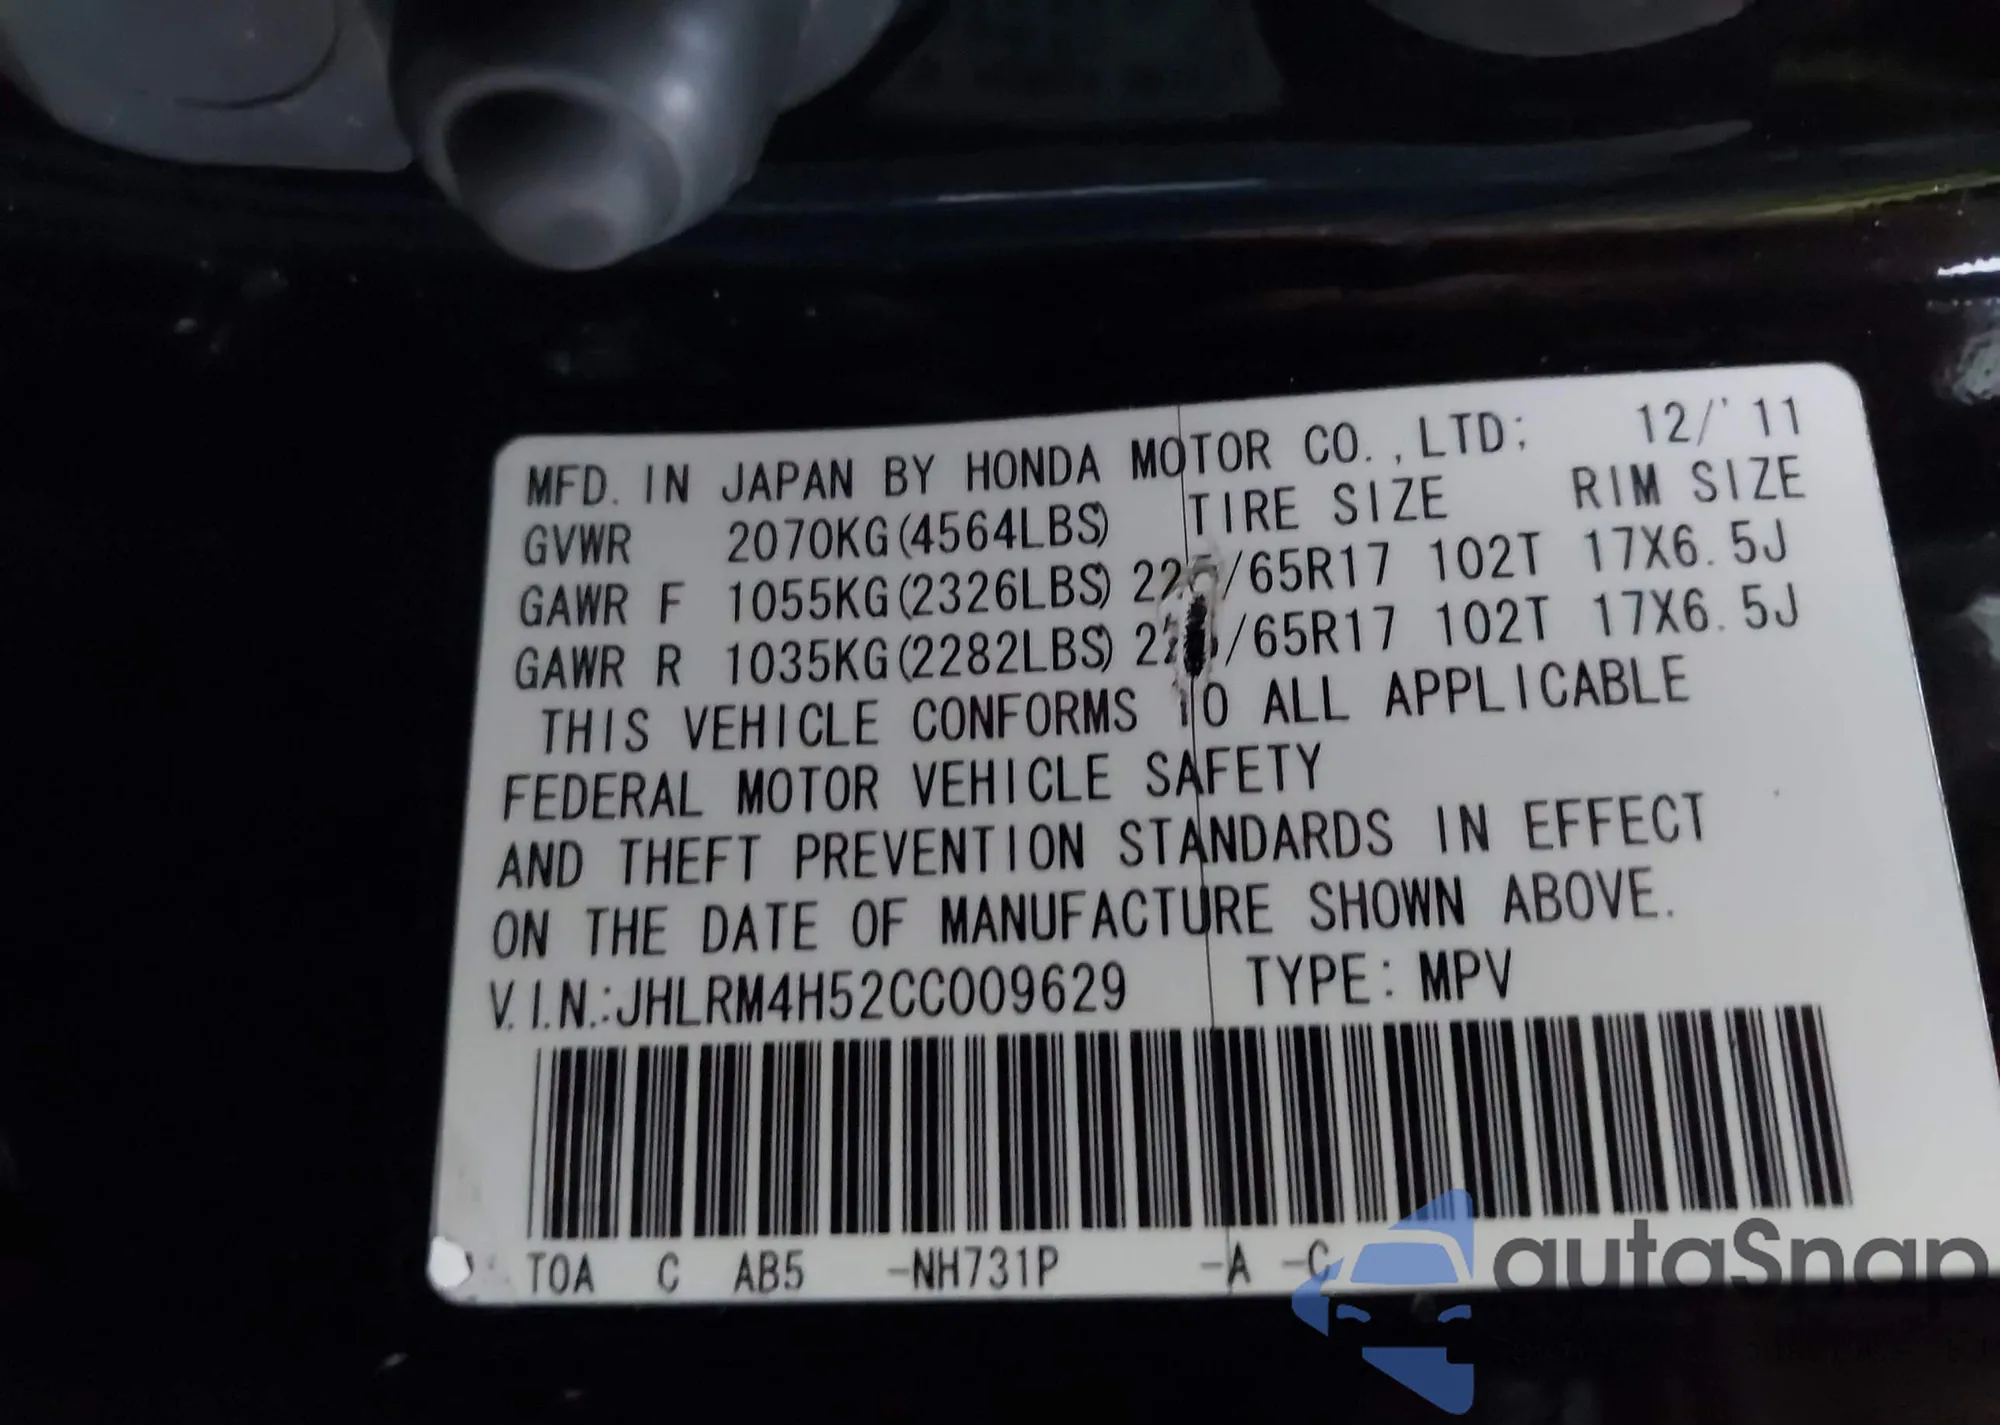 MFD. IN JAPAN BY HONDA MOTOR CO.,LTD; 12/'11
GVWR 2070KG(4564LBS) TIRE SIZE RIM SIZE
GAWR F 1055KG(2326LBS) /65R17 102T 17X6.5J
GAWR R 1035KG(2282LBS) /65R17 102T 17X6.5J
THIS VEHICLE CONFORMS TO ALL APPLICABLE
FEDERAL MOTOR VEHICLE SAFETY
AND THEFT PREVENTION STANDARDS IN EFFECT
ON THE DATE OF MANUFACTURE SHOWN ABOVE.
V.I.N.:JHLRM4H52CC009629 TYPE: MPV
TOA C AB5 -NH731P -A -C
autaSnap